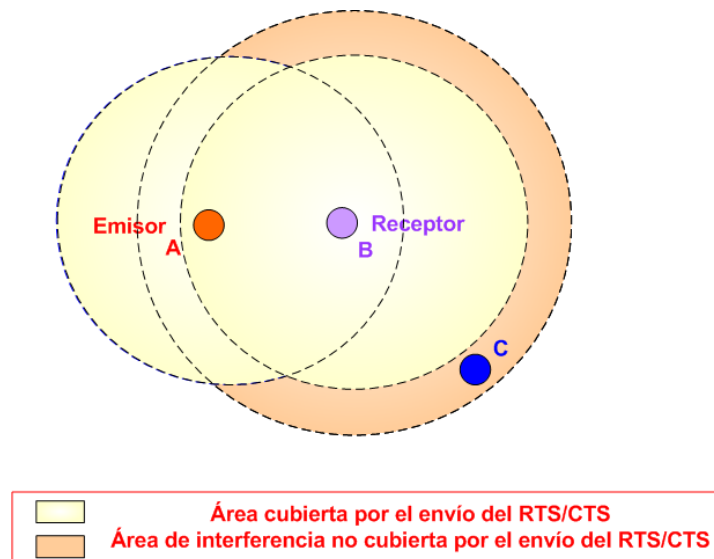 Emisor
A
Receptor
B
C
Área cubierta por el envío del RTS/CTS
Área de interferencia no cubierta por el envío del RTS/CTS